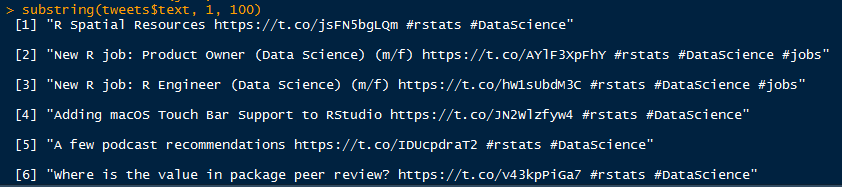 > substring(tweets$text, 1, 100)
[1] "R Spatial Resources https://t.co/jsFN5bgLQm #rstats #DataScience"
[2] "New R job: Product Owner (Data Science) (m/f) https://t.co/AYlF3XpFhY #rstats #DataScience #jobs"
[3] "New R job: R Engineer (Data Science) (m/f) https://t.co/hW1sUbdM3C #rstats #DataScience #jobs"
[4] "Adding macOS Touch Bar Support to RStudio https://t.co/JN2Wlzfyw4 #rstats #DataScience"
[5] "A few podcast recommendations https://t.co/IDUcpdraT2 #rstats #DataScience"
[6] "Where is the value in package peer review? https://t.co/v43kpPiGa7 #rstats #DataScience"